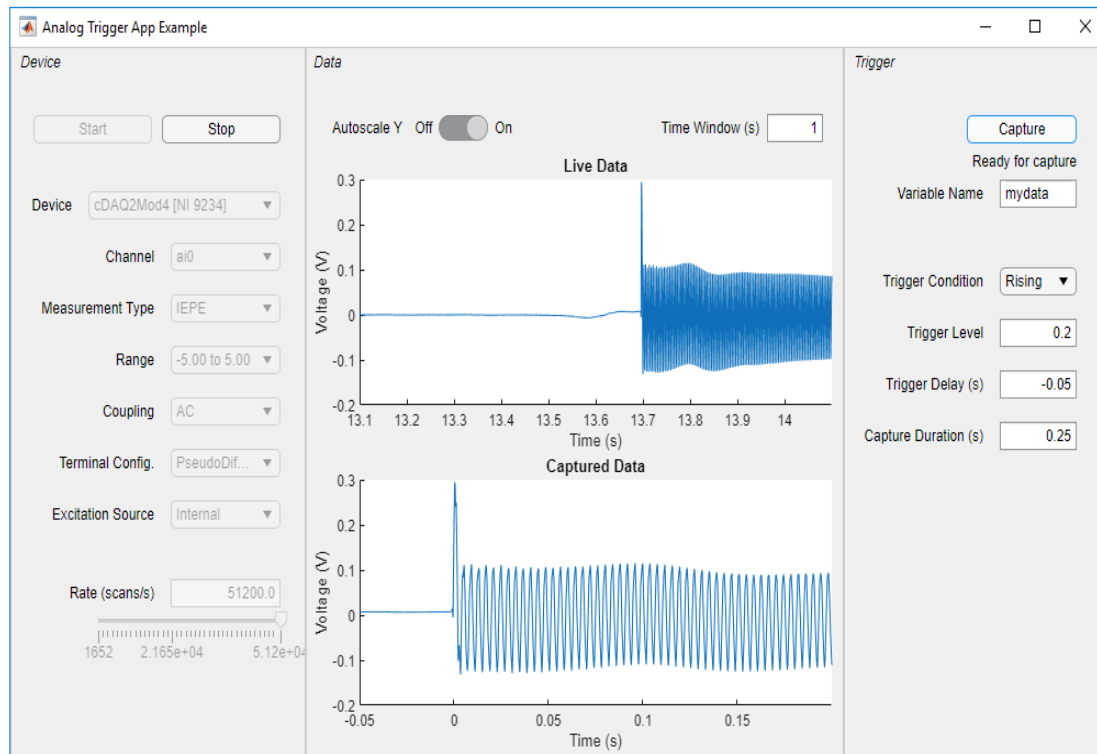 Analog Trigger App Example
Device
Start
Stop
Device
cDAQ2Mod4 [NI 9234]
Channel
ai0
Measurement Type
IEPE
Range
-5.00 to 5.00
Coupling
AC
Terminal Config.
PseudoDif...
Excitation Source
Internal
Rate (scans/s)
51200.0
1652 2.165e+04 5.12e+04
Data
Autoscale Y Off On
Time Window (s) 1
Live Data
Voltage (V)
0.3
0.2
0.1
0
-0.1
-0.2
13.1 13.2 13.3 13.4 13.5 13.6 13.7 13.8 13.9 14
Time (s)
Captured Data
Voltage (V)
0.3
0.2
0.1
0
-0.1
-0.2
-0.05 0 0.05 0.1 0.15
Time (s)
Trigger
Capture
Ready for capture
Variable Name mydata
Trigger Condition Rising
Trigger Level 0.2
Trigger Delay (s) -0.05
Capture Duration (s) 0.25